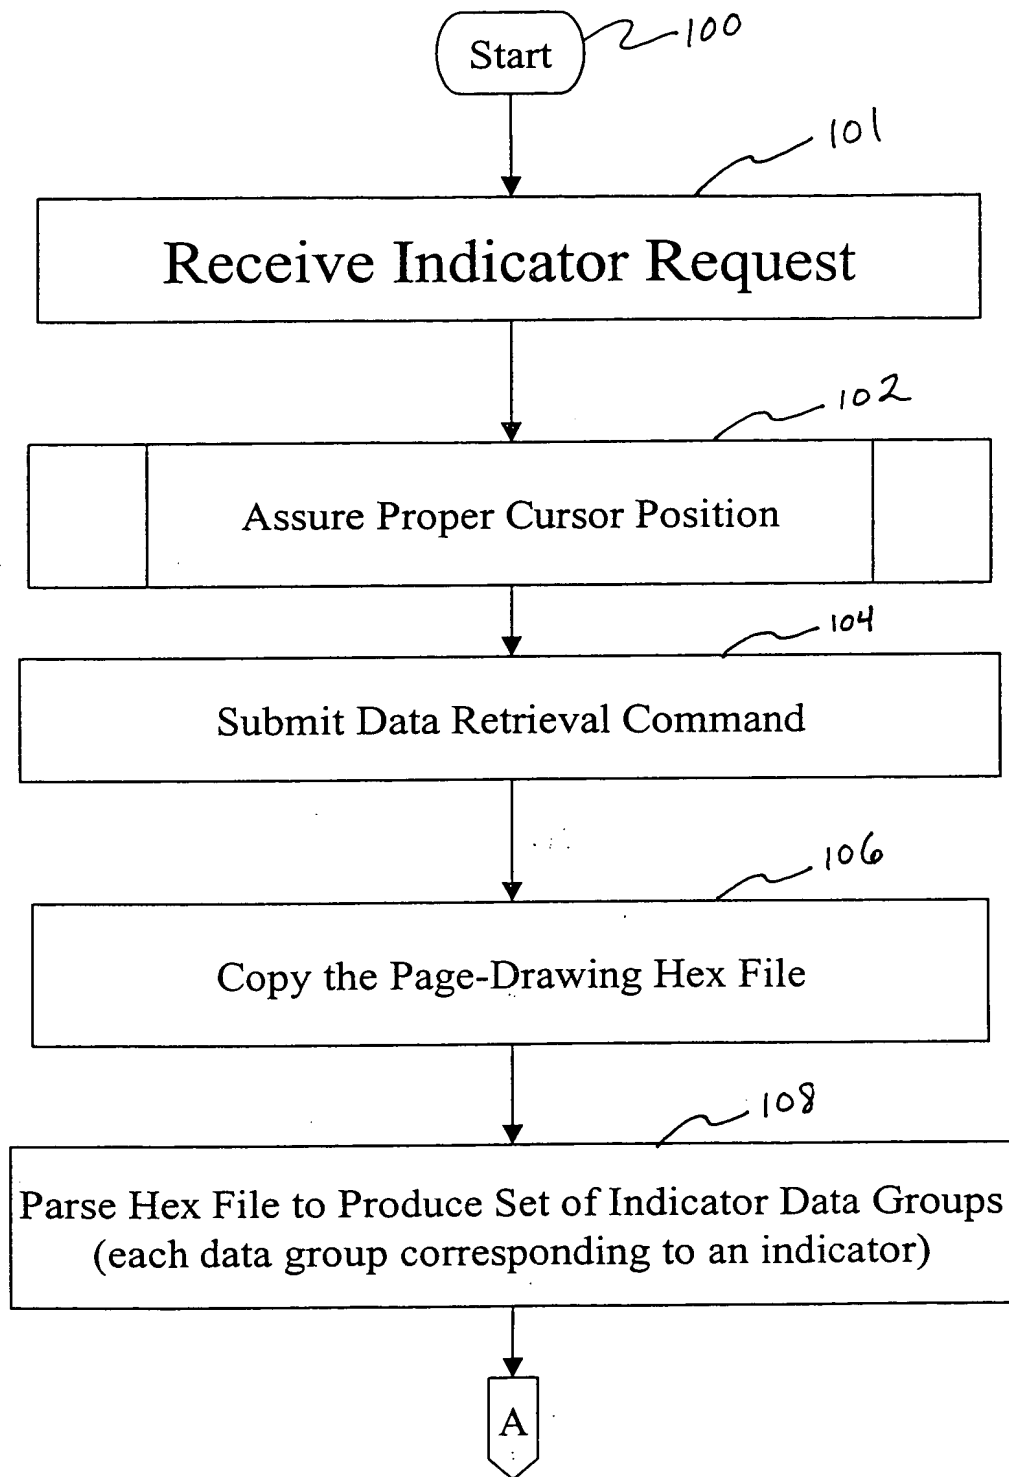 Start
100
101
Receive Indicator Request
102
Assure Proper Cursor Position
104
Submit Data Retrieval Command
106
Copy the Page-Drawing Hex File
108
Parse Hex File to Produce Set of Indicator Data Groups
(each data group corresponding to an indicator)
A